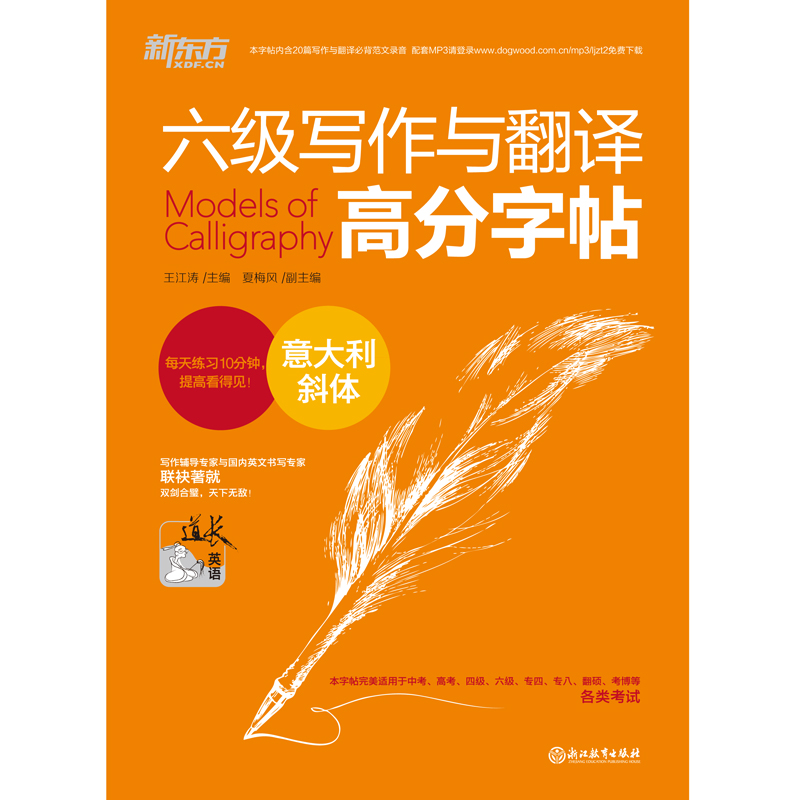 新东方
XDF.CN
本字帖内含20篇写作与翻译必背范文录音 配套MP3请登录www.dogwood.com.cn/mp3/ljzt2免费下载
六级写作与翻译
Models of
Calligraphy
高分字帖
王江涛 /主编 夏梅风 /副主编
每天练习10分钟,
提高看得见!
意大利
斜体
写作辅导专家与国内英文书写专家
联袂著就
双剑合璧,天下无敌!
道长
英语
本字帖完美适用于中考、高考、四级、六级、专四、专八、翻硕、考博等
各类考试
浙江教育出版社
ZHEJIANG EDUCATION PUBLISHING HOUSE